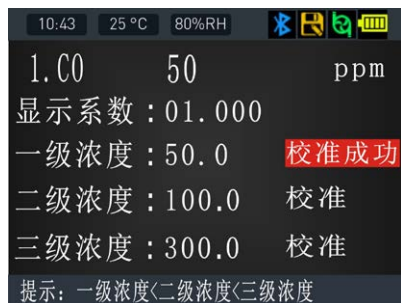 10:43 25 °C 80%RH
1.CO 50 ppm
显示系数:01.000
一级浓度:50.0 校准成功
二级浓度:100.0 校准
三级浓度:300.0 校准
提示: 一级浓度<二级浓度<三级浓度